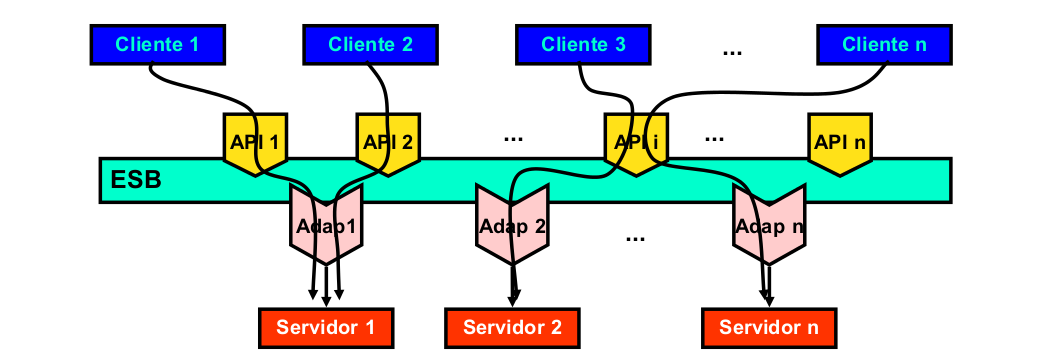 Cliente 1
Cliente 2
Cliente 3
...
Cliente n
API 1
API 2
...
API i
...
API n
ESB
Adap1
Adap 2
...
Adap n
Servidor 1
Servidor 2
Servidor n